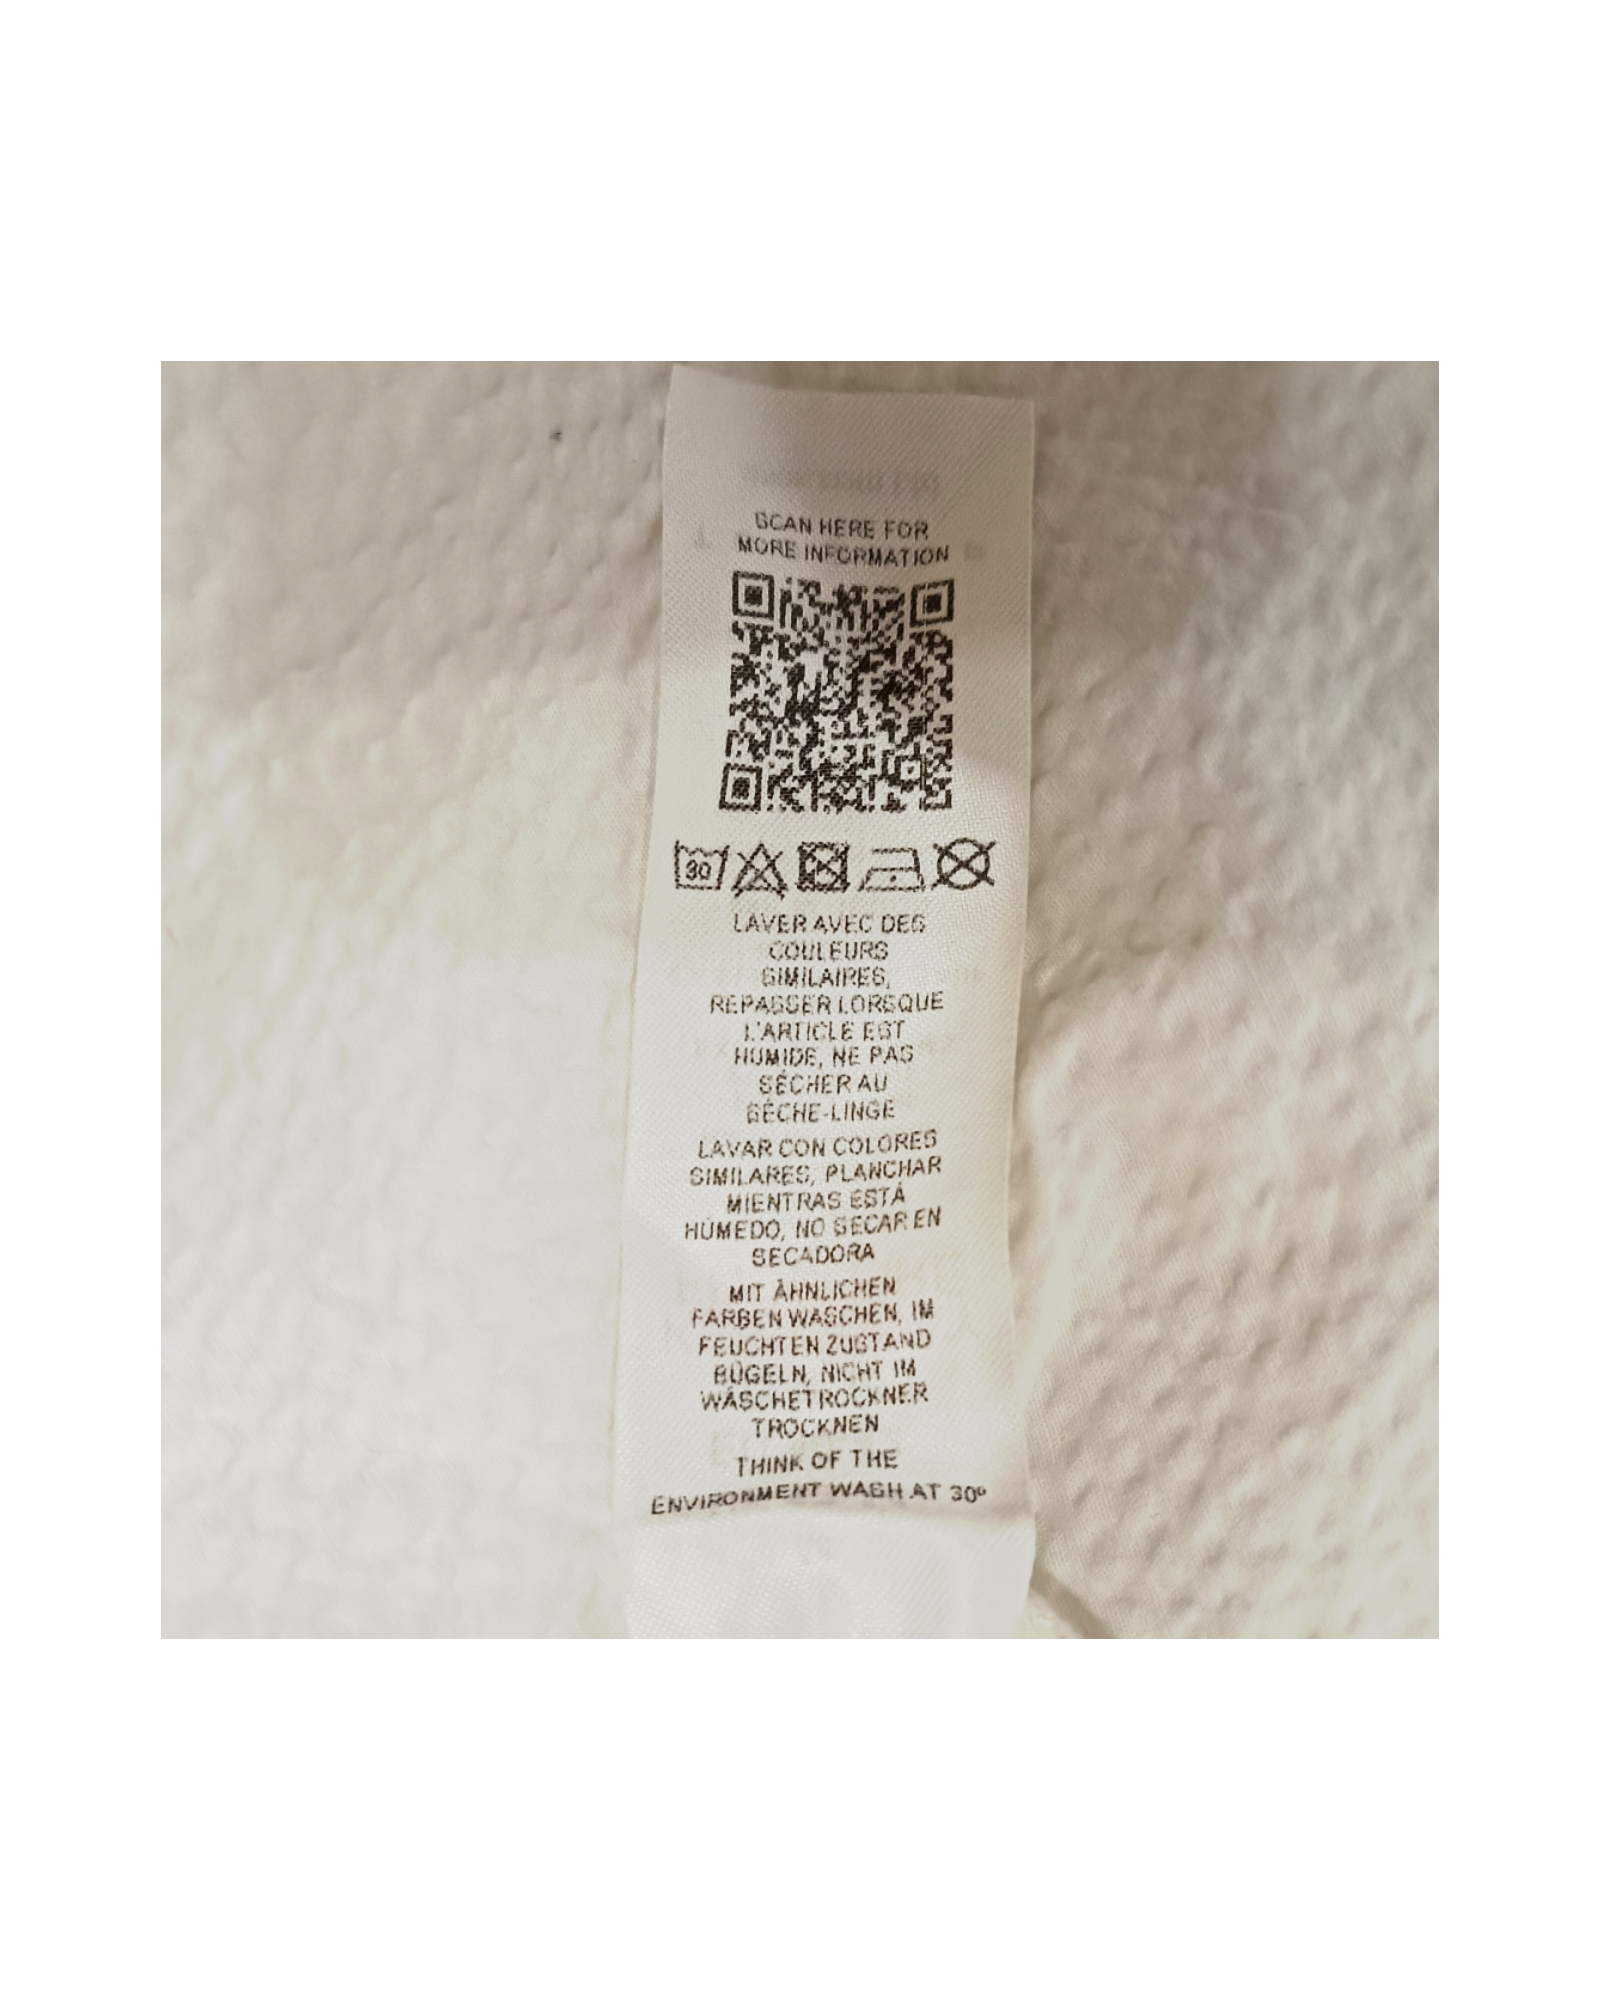 SCAN HERE FOR
MORE INFORMATION
30
LAVER AVEC DES
COULEURS
SIMILAIRES,
REPASSER LORSQUE
L'ARTICLE EST
HUMIDE, NE PAS
SÉCHER AU
SÈCHE-LINGE
LAVAR CON COLORES
SIMILARES, PLANCHAR
MIENTRAS ESTÁ
HÚMEDO, NO SECAR EN
SECADORA
MIT ÄHNLICHEN
FARBEN WASCHEN, IM
FEUCHTEN ZUSTAND
BÜGELN, NICHT IM
WÄSCHETROCKNER
TROCKNEN
THINK OF THE
ENVIRONMENT WASH AT 30º